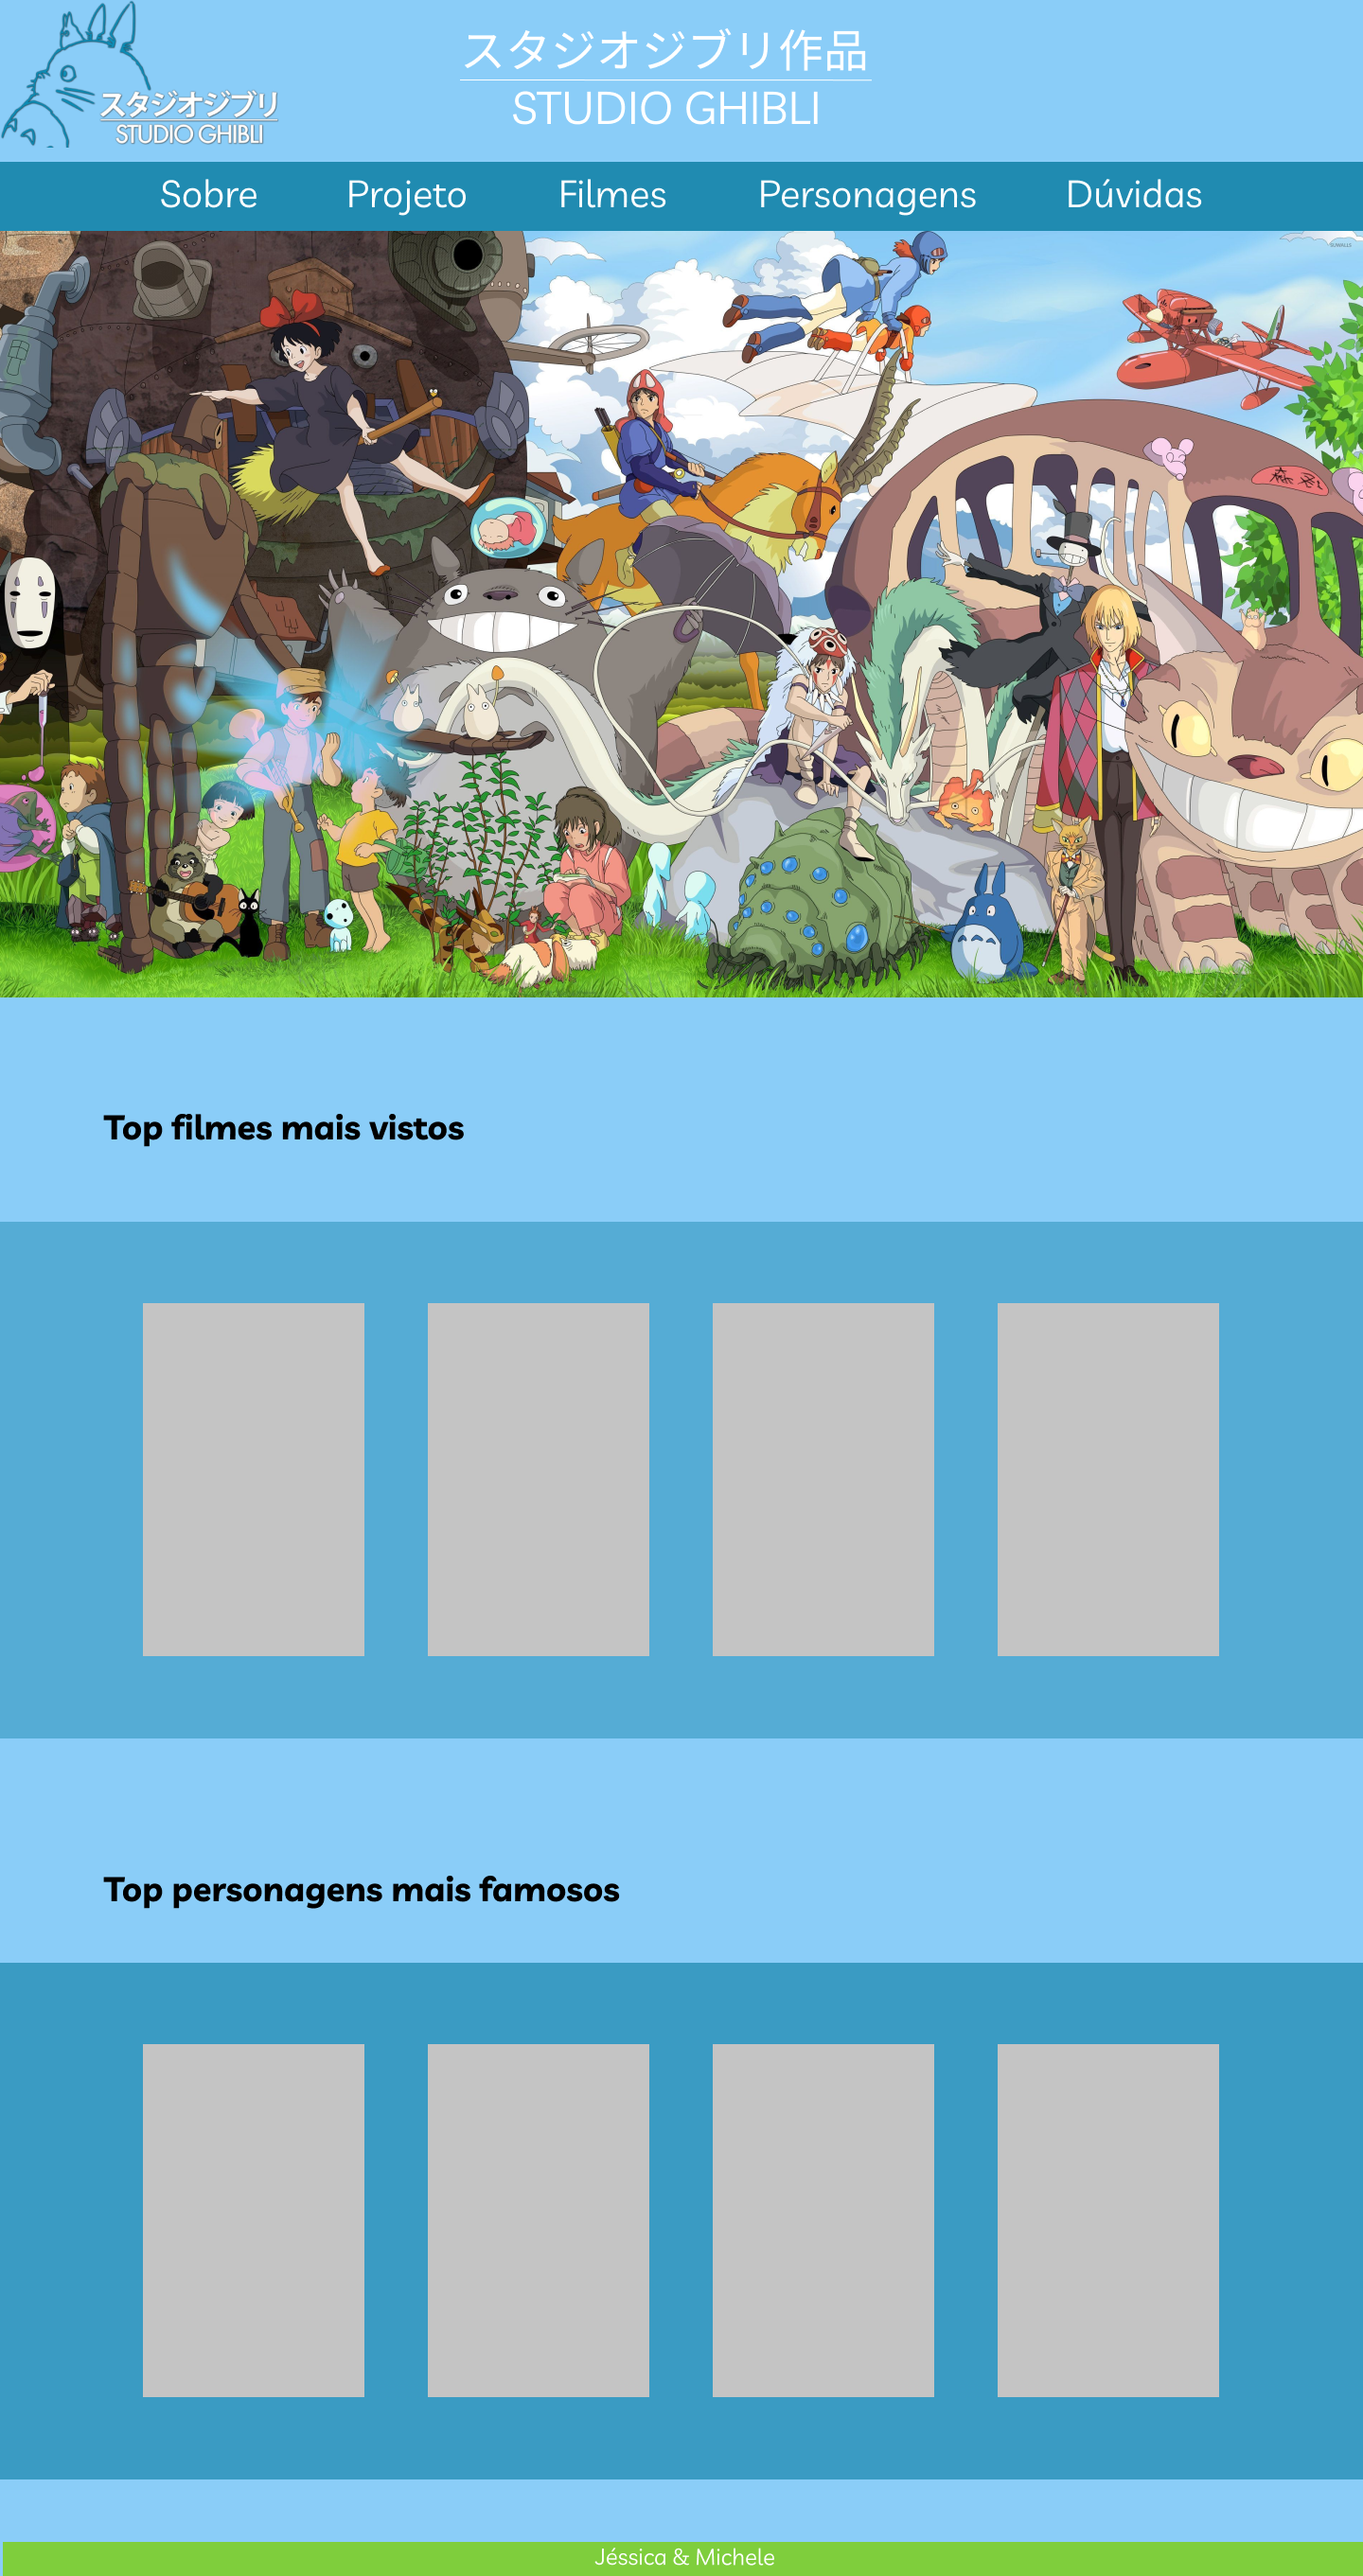 スタジオジブリ作品
STUDIO GHIBLI
スタジオジブリ
STUDIO GHIBLI
Sobre Projeto Filmes Personagens Dúvidas
Top filmes mais vistos
Top personagens mais famosos
Jéssica & Michele